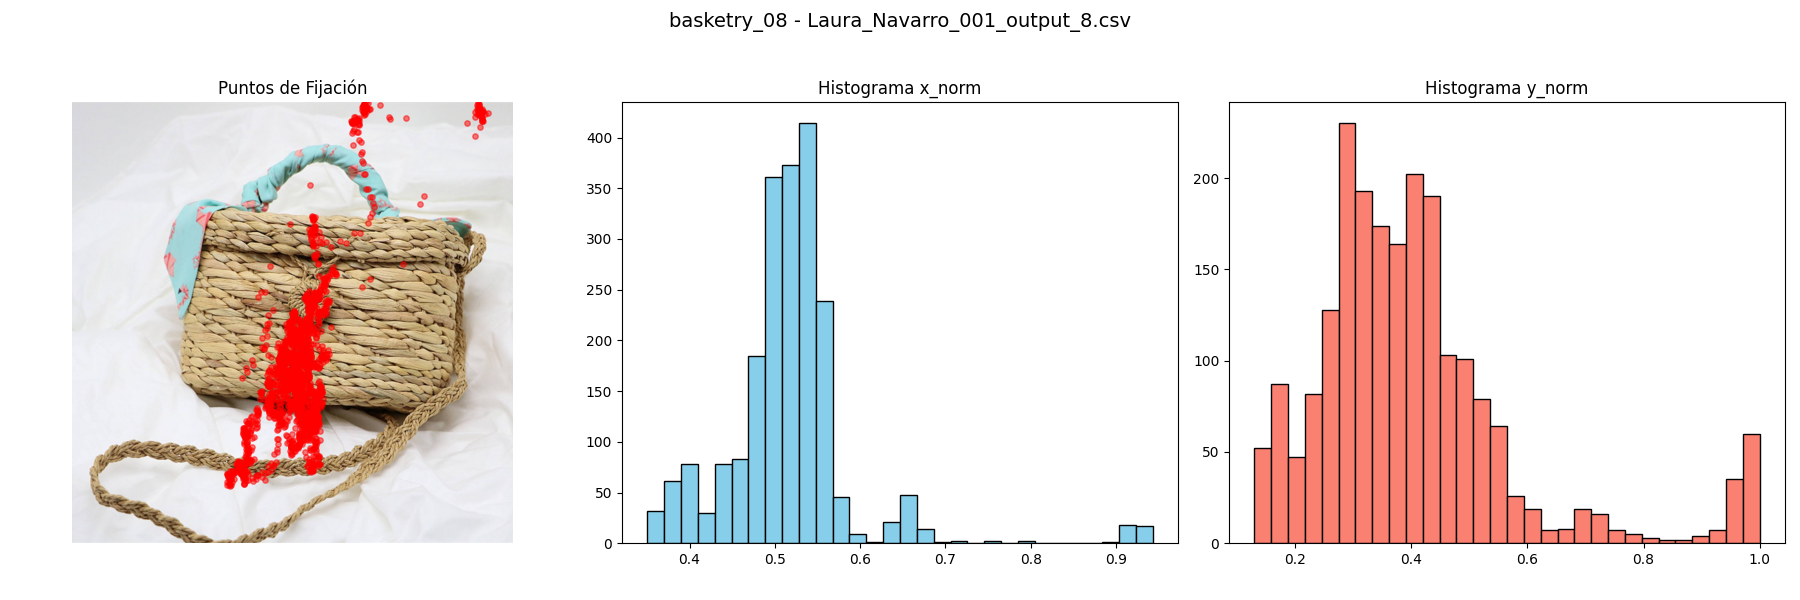 basketry_08 - Laura_Navarro_001_output_8.csv
Puntos de Fijación
Histograma x_norm
Histograma y_norm
400
350
300
250
200
150
100
50
0
0.4 0.5 0.6 0.7 0.8 0.9
200
150
100
50
0
0.2 0.4 0.6 0.8 1.0